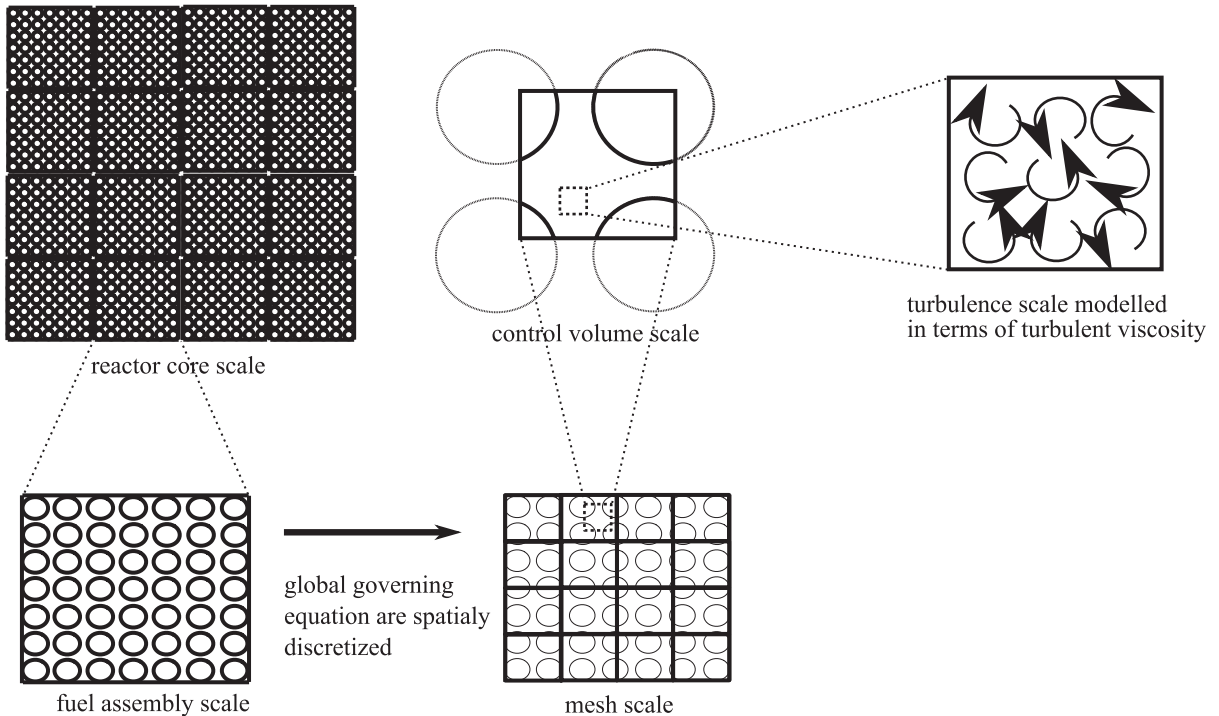 reactor core scale
control volume scale
turbulence scale modelled
in terms of turbulent viscosity
global governing
equation are spatialy
discretized
fuel assembly scale
mesh scale